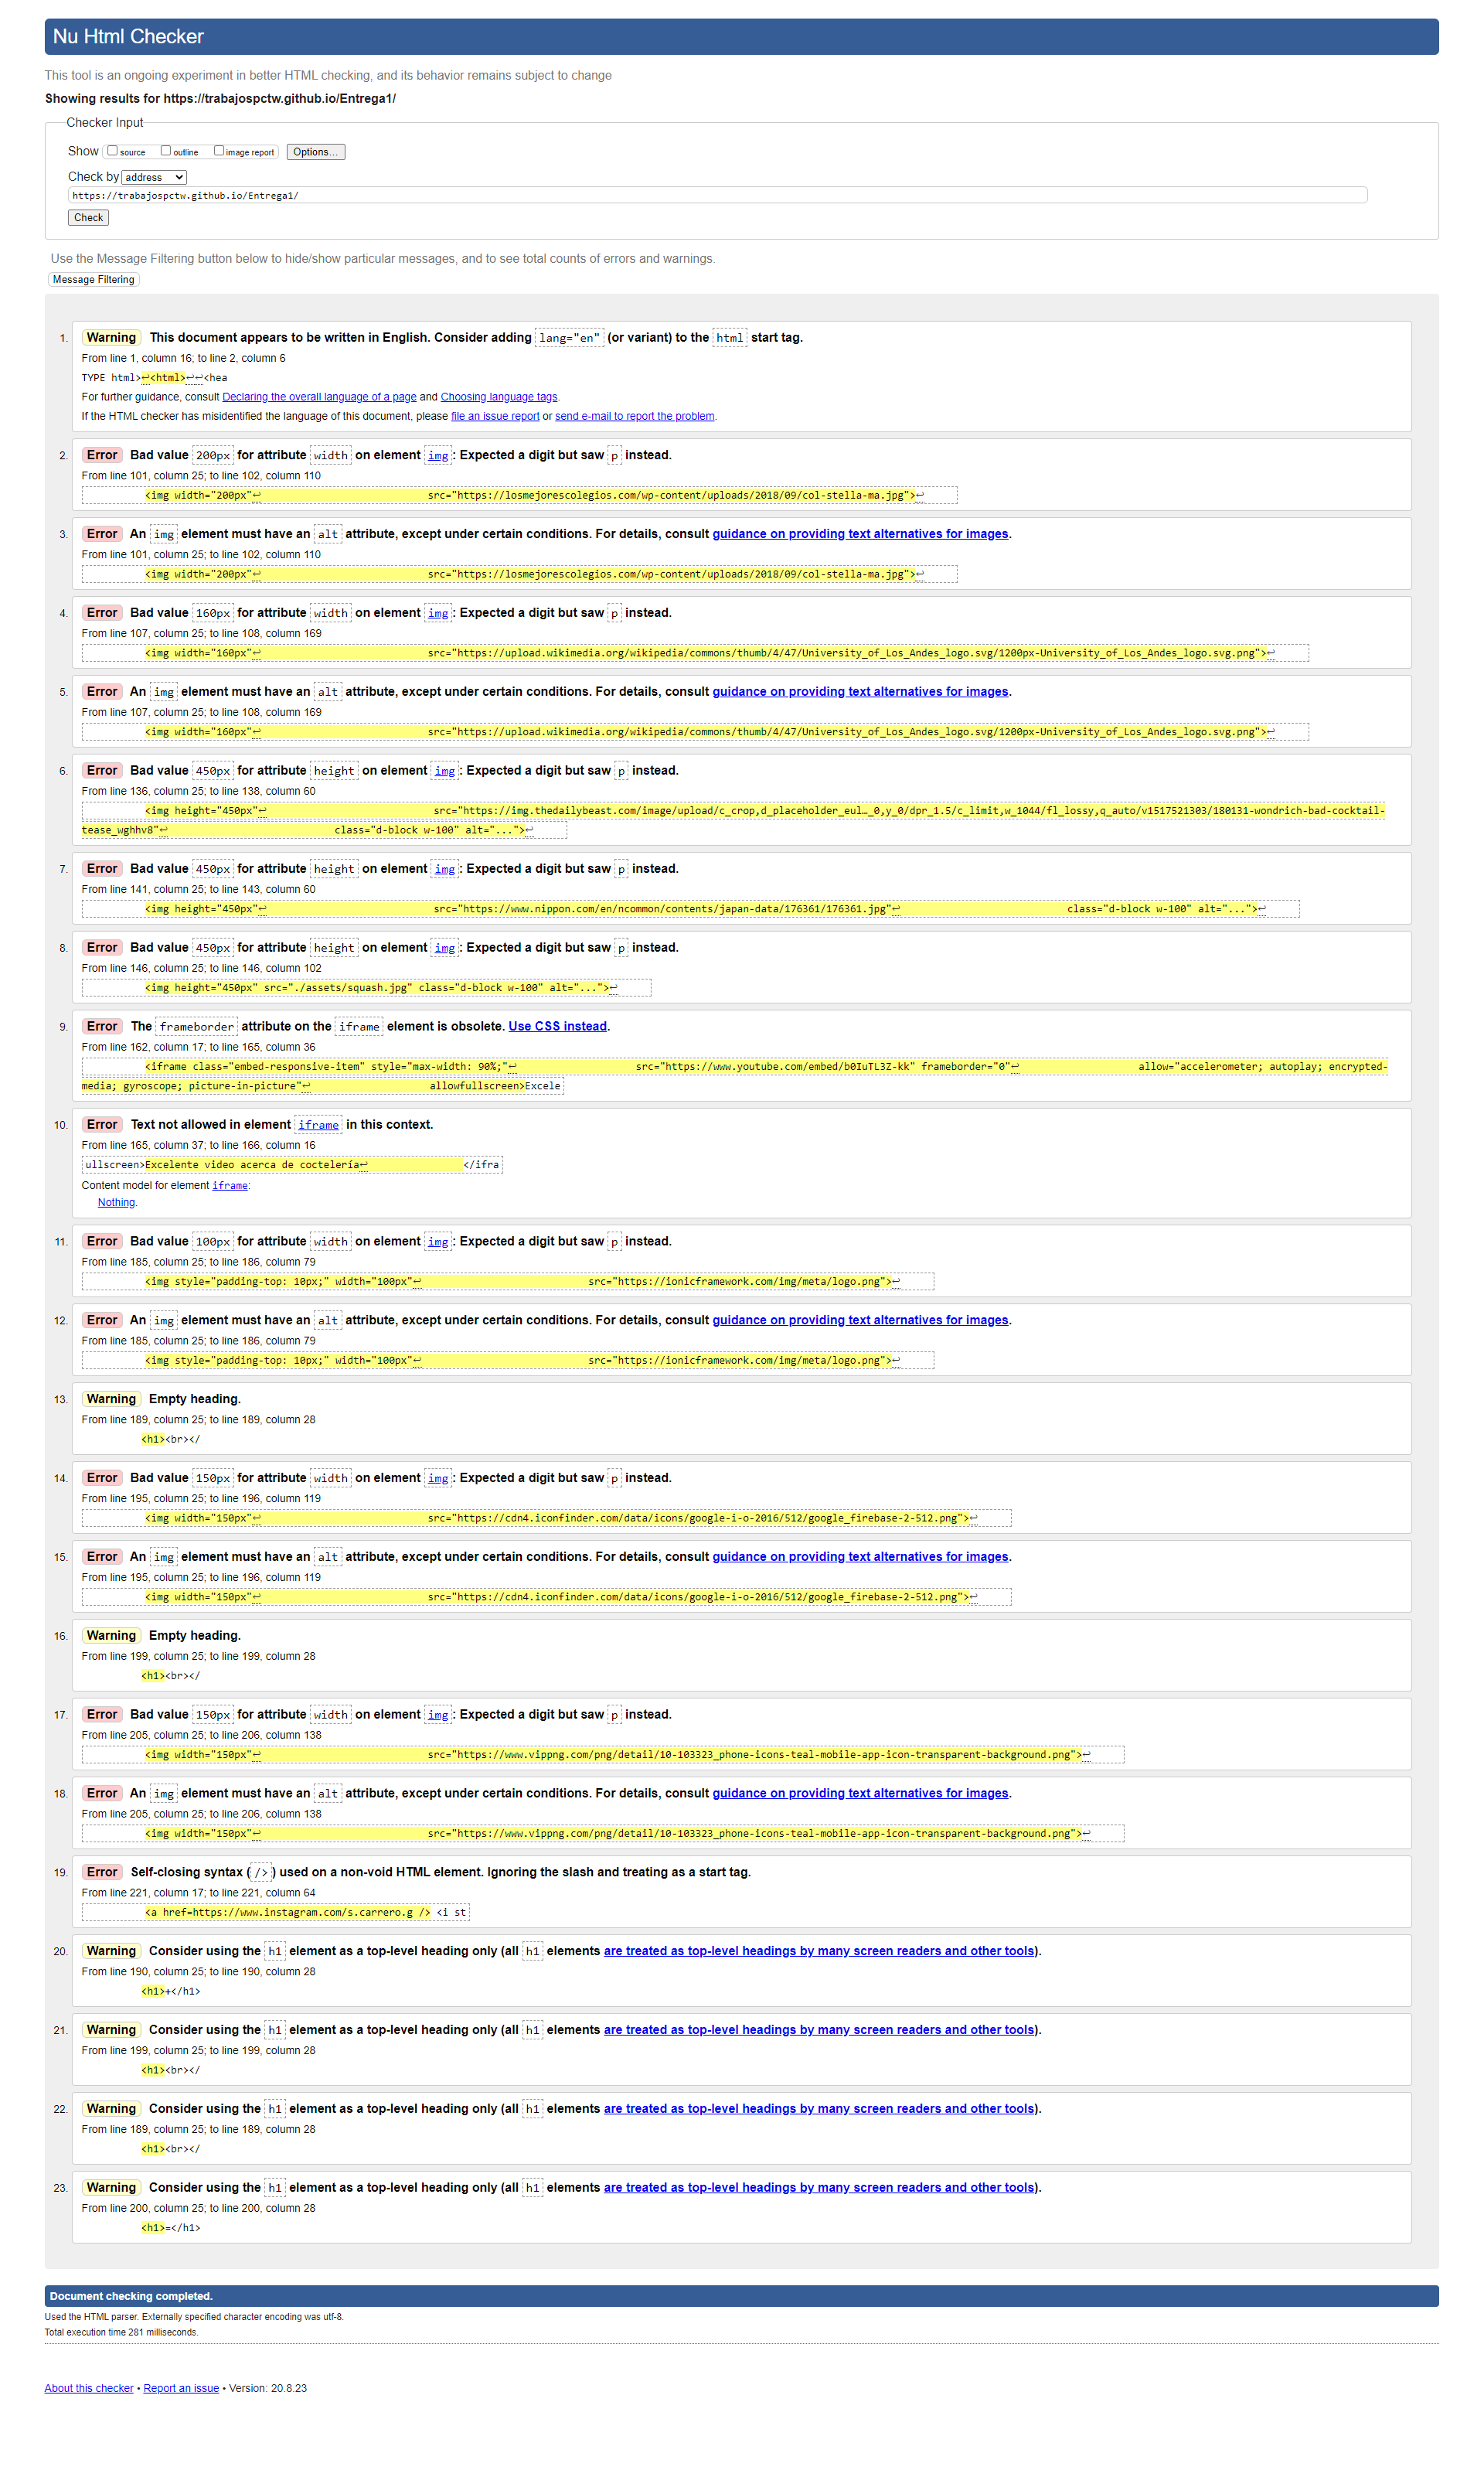 Nu Html Checker
This tool is an ongoing experiment in better HTML checking, and its behavior remains subject to change
Showing results for https://trabajospctw.github.io/Entrega1/
Checker Input
Show source outline image report Options...
Check by address
https://trabajospctw.github.io/Entrega1/
Check
Use the Message Filtering button below to hide/show particular messages, and to see total counts of errors and warnings.
Message Filtering
1. Warning This document appears to be written in English. Consider adding lang="en" (or variant) to the html start tag.
From line 1, column 16; to line 2, column 6
TYPE html>↩<html>↩↩<hea
For further guidance, consult Declaring the overall language of a page and Choosing language tags.
If the HTML checker has misidentified the language of this document, please file an issue report or send e-mail to report the problem.
2. Error Bad value 200px for attribute width on element img: Expected a digit but saw p instead.
From line 101, column 25; to line 102, column 110
<img width="200px"↩ src="https://losmejorescolegios.com/wp-content/uploads/2018/09/col-stella-ma.jpg">↩
3. Error An img element must have an alt attribute, except under certain conditions. For details, consult guidance on providing text alternatives for images.
From line 101, column 25; to line 102, column 110
<img width="200px"↩ src="https://losmejorescolegios.com/wp-content/uploads/2018/09/col-stella-ma.jpg">↩
4. Error Bad value 160px for attribute width on element img: Expected a digit but saw p instead.
From line 107, column 25; to line 108, column 169
<img width="160px"↩ src="https://upload.wikimedia.org/wikipedia/commons/thumb/4/47/University_of_Los_Andes_logo.svg/1200px-University_of_Los_Andes_logo.svg.png">↩
5. Error An img element must have an alt attribute, except under certain conditions. For details, consult guidance on providing text alternatives for images.
From line 107, column 25; to line 108, column 169
<img width="160px"↩ src="https://upload.wikimedia.org/wikipedia/commons/thumb/4/47/University_of_Los_Andes_logo.svg/1200px-University_of_Los_Andes_logo.svg.png">↩
6. Error Bad value 450px for attribute height on element img: Expected a digit but saw p instead.
From line 136, column 25; to line 138, column 60
<img height="450px"↩ src="https://img.thedailybeast.com/image/upload/c_crop,d_placeholder_eul…_0,y_0/dpr_1.5/c_limit,w_1044/fl_lossy,q_auto/v1517521303/180131-wondrich-bad-cocktail-
tease_wghhv8"↩ class="d-block w-100" alt="...">↩
7. Error Bad value 450px for attribute height on element img: Expected a digit but saw p instead.
From line 141, column 25; to line 143, column 60
<img height="450px"↩ src="https://www.nippon.com/en/ncommon/contents/japan-data/176361/176361.jpg"↩ class="d-block w-100" alt="...">↩
8. Error Bad value 450px for attribute height on element img: Expected a digit but saw p instead.
From line 146, column 25; to line 146, column 102
<img height="450px" src="./assets/squash.jpg" class="d-block w-100" alt="...">↩
9. Error The frameborder attribute on the iframe element is obsolete. Use CSS instead.
From line 162, column 17; to line 165, column 36
<iframe class="embed-responsive-item" style="max-width: 90%;"↩ src="https://www.youtube.com/embed/b0IuTL3Z-kk" frameborder="0"↩ allow="accelerometer; autoplay; encrypted-
media; gyroscope; picture-in-picture"↩ allowfullscreen>Excele
10. Error Text not allowed in element iframe in this context.
From line 165, column 37; to line 166, column 16
ullscreen>Excelente video acerca de coctelería↩ </ifra
Content model for element iframe:
Nothing.
11. Error Bad value 100px for attribute width on element img: Expected a digit but saw p instead.
From line 185, column 25; to line 186, column 79
<img style="padding-top: 10px;" width="100px"↩ src="https://ionicframework.com/img/meta/logo.png">↩
12. Error An img element must have an alt attribute, except under certain conditions. For details, consult guidance on providing text alternatives for images.
From line 185, column 25; to line 186, column 79
<img style="padding-top: 10px;" width="100px"↩ src="https://ionicframework.com/img/meta/logo.png">↩
13. Warning Empty heading.
From line 189, column 25; to line 189, column 28
<h1><br></
14. Error Bad value 150px for attribute width on element img: Expected a digit but saw p instead.
From line 195, column 25; to line 196, column 119
<img width="150px"↩ src="https://cdn4.iconfinder.com/data/icons/google-i-o-2016/512/google_firebase-2-512.png">↩
15. Error An img element must have an alt attribute, except under certain conditions. For details, consult guidance on providing text alternatives for images.
From line 195, column 25; to line 196, column 119
<img width="150px"↩ src="https://cdn4.iconfinder.com/data/icons/google-i-o-2016/512/google_firebase-2-512.png">↩
16. Warning Empty heading.
From line 199, column 25; to line 199, column 28
<h1><br></
17. Error Bad value 150px for attribute width on element img: Expected a digit but saw p instead.
From line 205, column 25; to line 206, column 138
<img width="150px"↩ src="https://www.vippng.com/png/detail/10-103323_phone-icons-teal-mobile-app-icon-transparent-background.png">↩
18. Error An img element must have an alt attribute, except under certain conditions. For details, consult guidance on providing text alternatives for images.
From line 205, column 25; to line 206, column 138
<img width="150px"↩ src="https://www.vippng.com/png/detail/10-103323_phone-icons-teal-mobile-app-icon-transparent-background.png">↩
19. Error Self-closing syntax (/>) used on a non-void HTML element. Ignoring the slash and treating as a start tag.
From line 221, column 17; to line 221, column 64
<a href=https://www.instagram.com/s.carrero.g /> <i st
20. Warning Consider using the h1 element as a top-level heading only (all h1 elements are treated as top-level headings by many screen readers and other tools).
From line 190, column 25; to line 190, column 28
<h1>+</h1>
21. Warning Consider using the h1 element as a top-level heading only (all h1 elements are treated as top-level headings by many screen readers and other tools).
From line 199, column 25; to line 199, column 28
<h1><br></
22. Warning Consider using the h1 element as a top-level heading only (all h1 elements are treated as top-level headings by many screen readers and other tools).
From line 189, column 25; to line 189, column 28
<h1><br></
23. Warning Consider using the h1 element as a top-level heading only (all h1 elements are treated as top-level headings by many screen readers and other tools).
From line 200, column 25; to line 200, column 28
<h1>=</h1>
Document checking completed.
Used the HTML parser. Externally specified character encoding was utf-8.
Total execution time 281 milliseconds.
About this checker • Report an issue • Version: 20.8.23